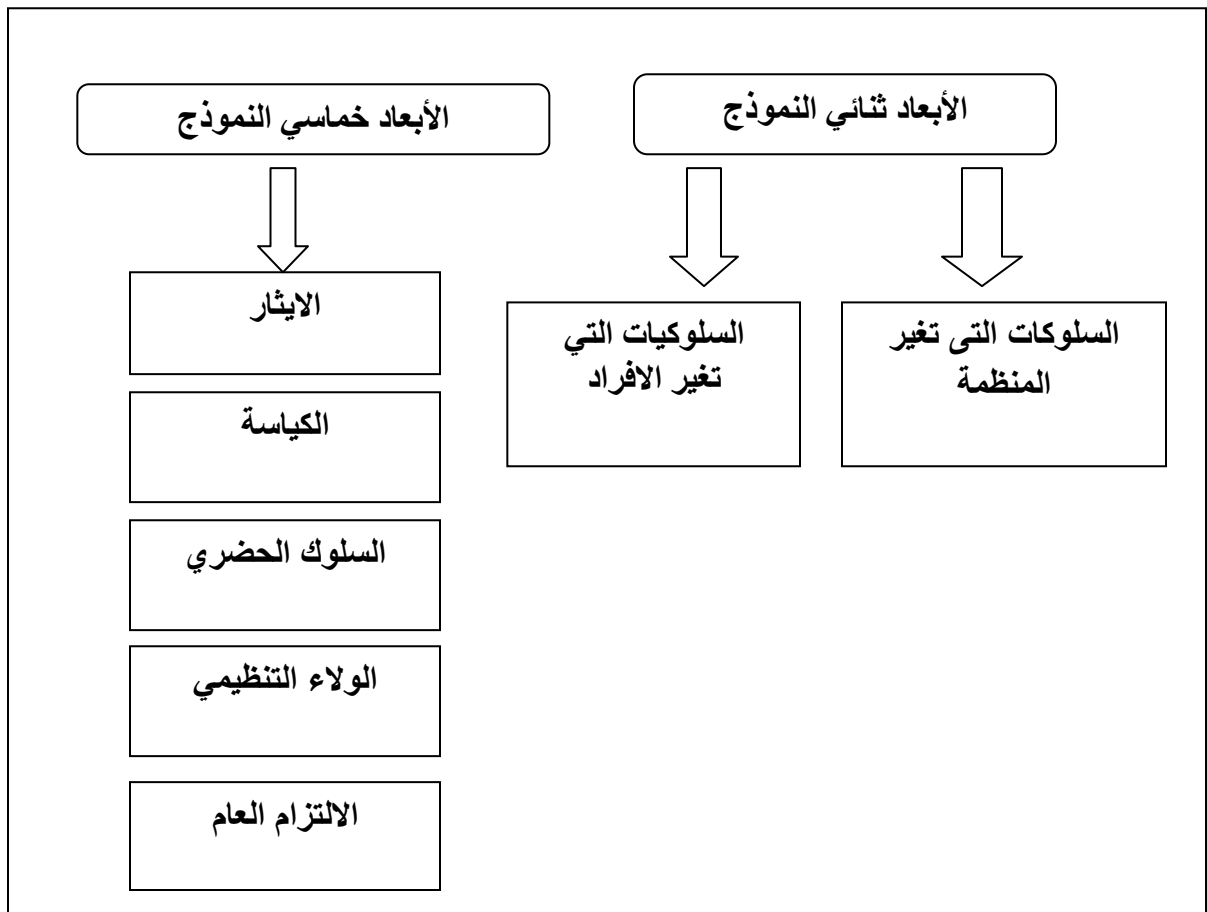 الأبعاد ثنائي النموذج
الأبعاد خماسي النموذج
السلوكات التى تغير
المنظمة
السلوكيات التي
تغير الافراد
الايثار
الكياسة
السلوك الحضري
الولاء التنظيمي
الالتزام العام